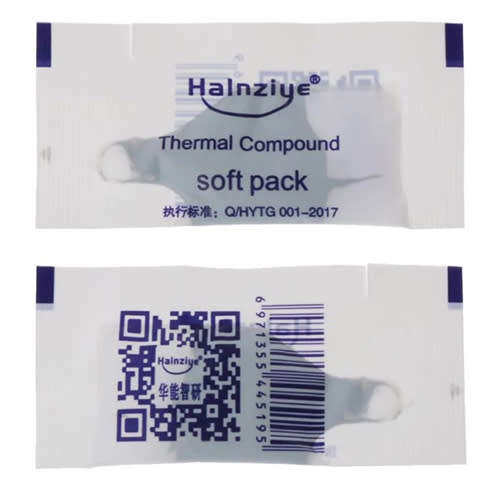 Halnziye®
Thermal Compound
soft pack
执行标准：Q/HYTG 001-2017
Halnziye®
华能智研
6971355445195